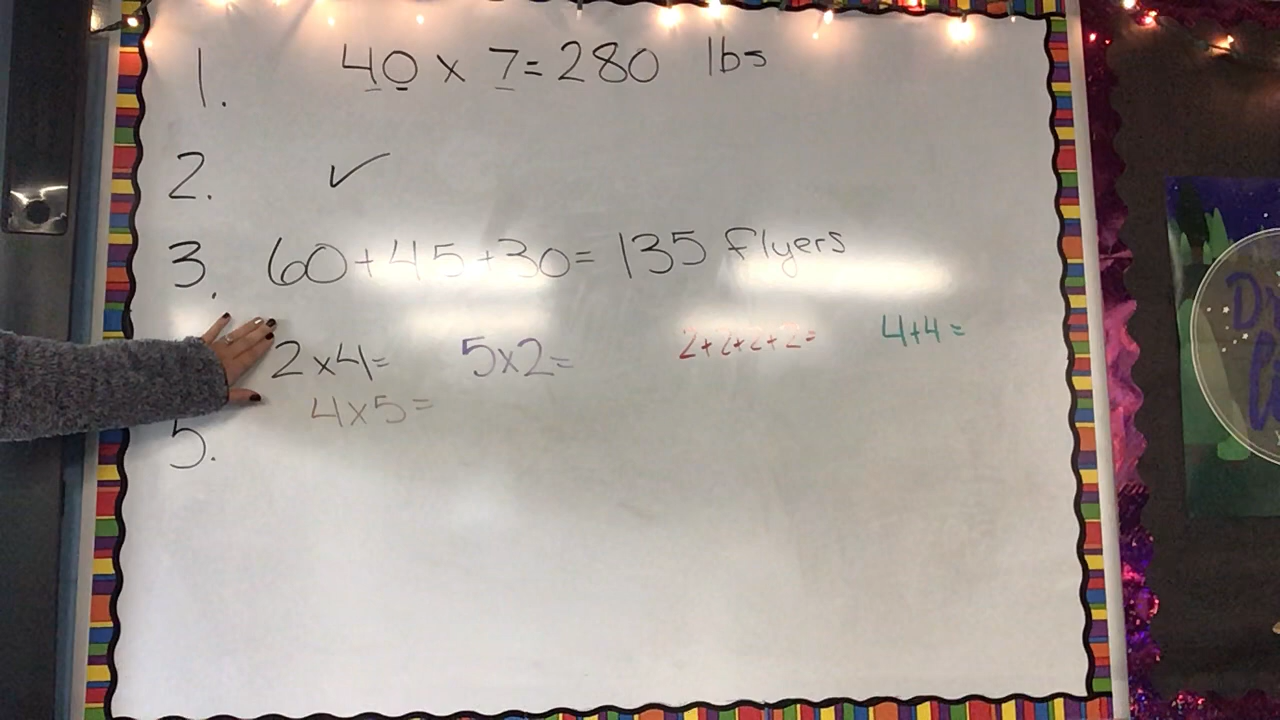 1. 40 x 7 = 280 lbs
2. ✓
3. 60 + 45 + 30 = 135 flyers
2 x 4 = 5 x 2 = 2 + 2 + 2 + 2 = 4 + 4 =
4 x 5 =
5.